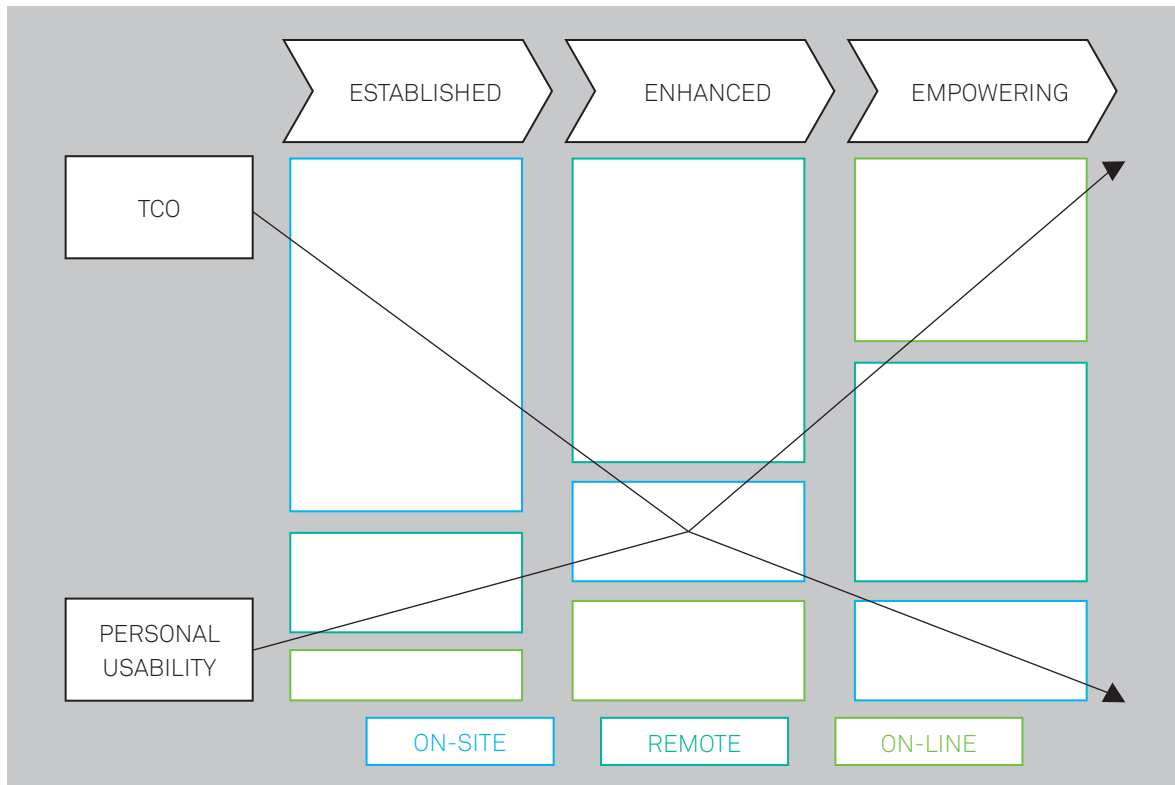 ESTABLISHED
ENHANCED
EMPOWERING
TCO
PERSONAL
USABILITY
ON-SITE
REMOTE
ON-LINE